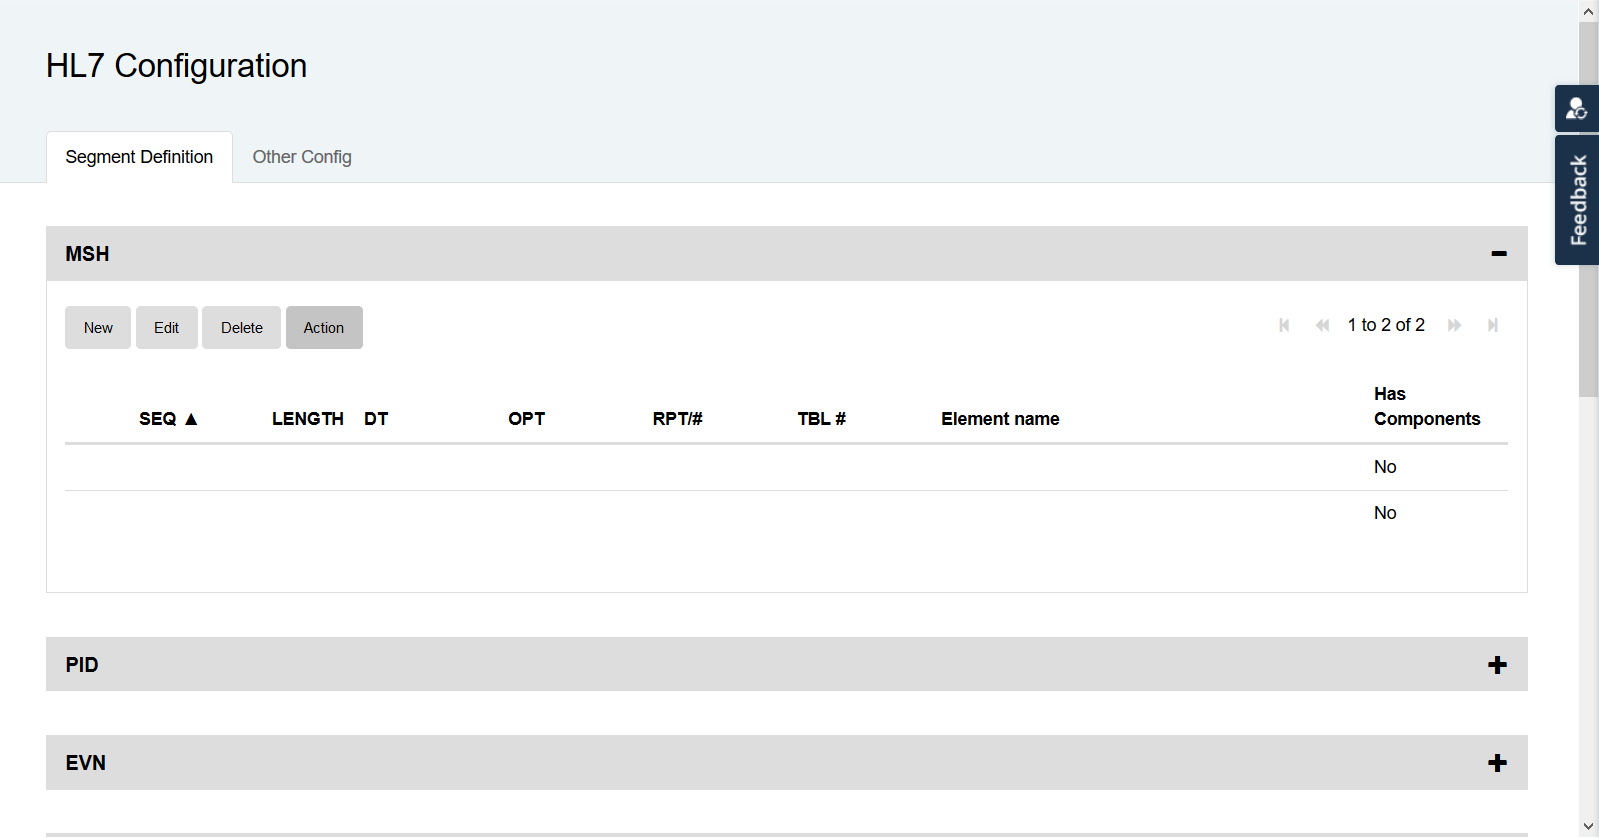 HL7 Configuration
Segment Definition Other Config
Feedback
MSH
New Edit Delete Action 1 to 2 of 2
SEQ ▲ LENGTH DT OPT RPT/# TBL # Element name Has Components
No
No
PID
EVN